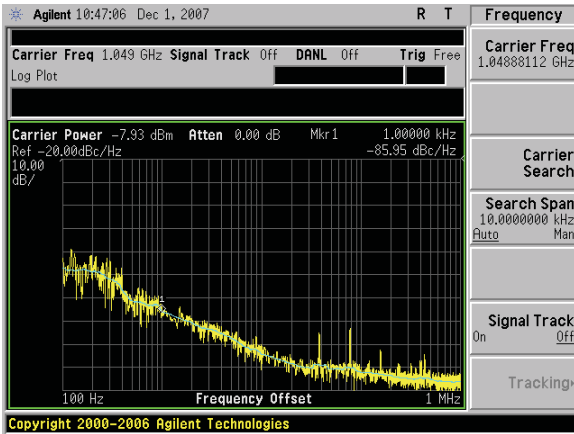 Agilent 10:47:06 Dec 1, 2007 R T
Frequency
Carrier Freq 1.049 GHz Signal Track Off DANL Off Trig Free
Log Plot
Carrier Freq
1.04888112 GHz
Carrier Power -7.93 dBm Atten 0.00 dB Mkr1 1.00000 kHz
Ref -20.00dBc/Hz -85.95 dBc/Hz
10.00
dB/
Carrier
Search
Search Span
10.0000000 kHz
Auto Man
1
Signal Track
On Off
Tracking
100 Hz Frequency Offset 1 MHz
Copyright 2000-2006 Agilent Technologies